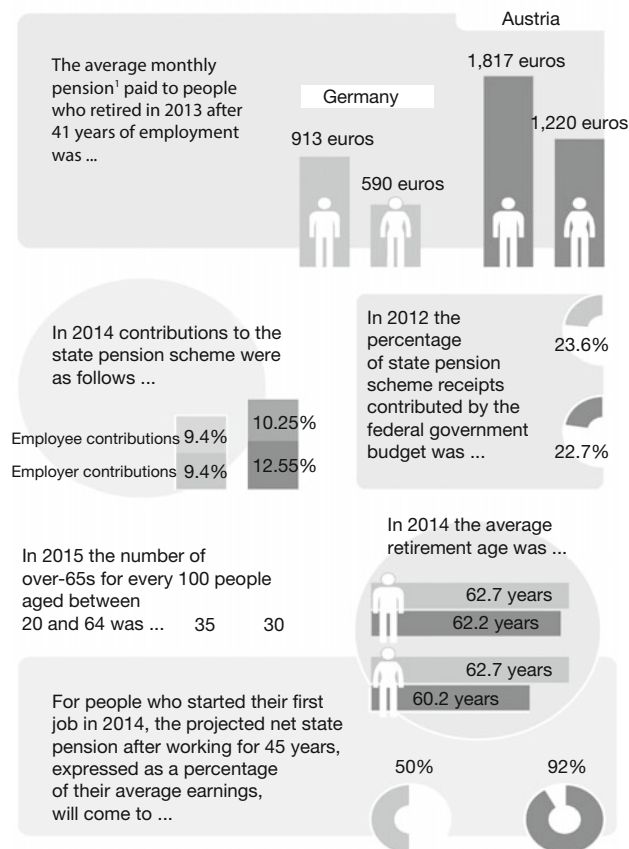 Austria
The average monthly
pension¹ paid to people
who retired in 2013 after
41 years of employment
was ...
Germany
913 euros
590 euros
1,817 euros
1,220 euros
In 2014 contributions to the
state pension scheme were
as follows ...
Employee contributions 9.4% 10.25%
Employer contributions 9.4% 12.55%
In 2012 the
percentage
of state pension
scheme receipts
contributed by the
federal government
budget was ...
23.6%
22.7%
In 2015 the number of
over-65s for every 100 people
aged between
20 and 64 was ... 35 30
In 2014 the average
retirement age was ...
62.7 years
62.2 years
62.7 years
60.2 years
For people who started their first
job in 2014, the projected net state
pension after working for 45 years,
expressed as a percentage
of their average earnings,
will come to ...
50% 92%